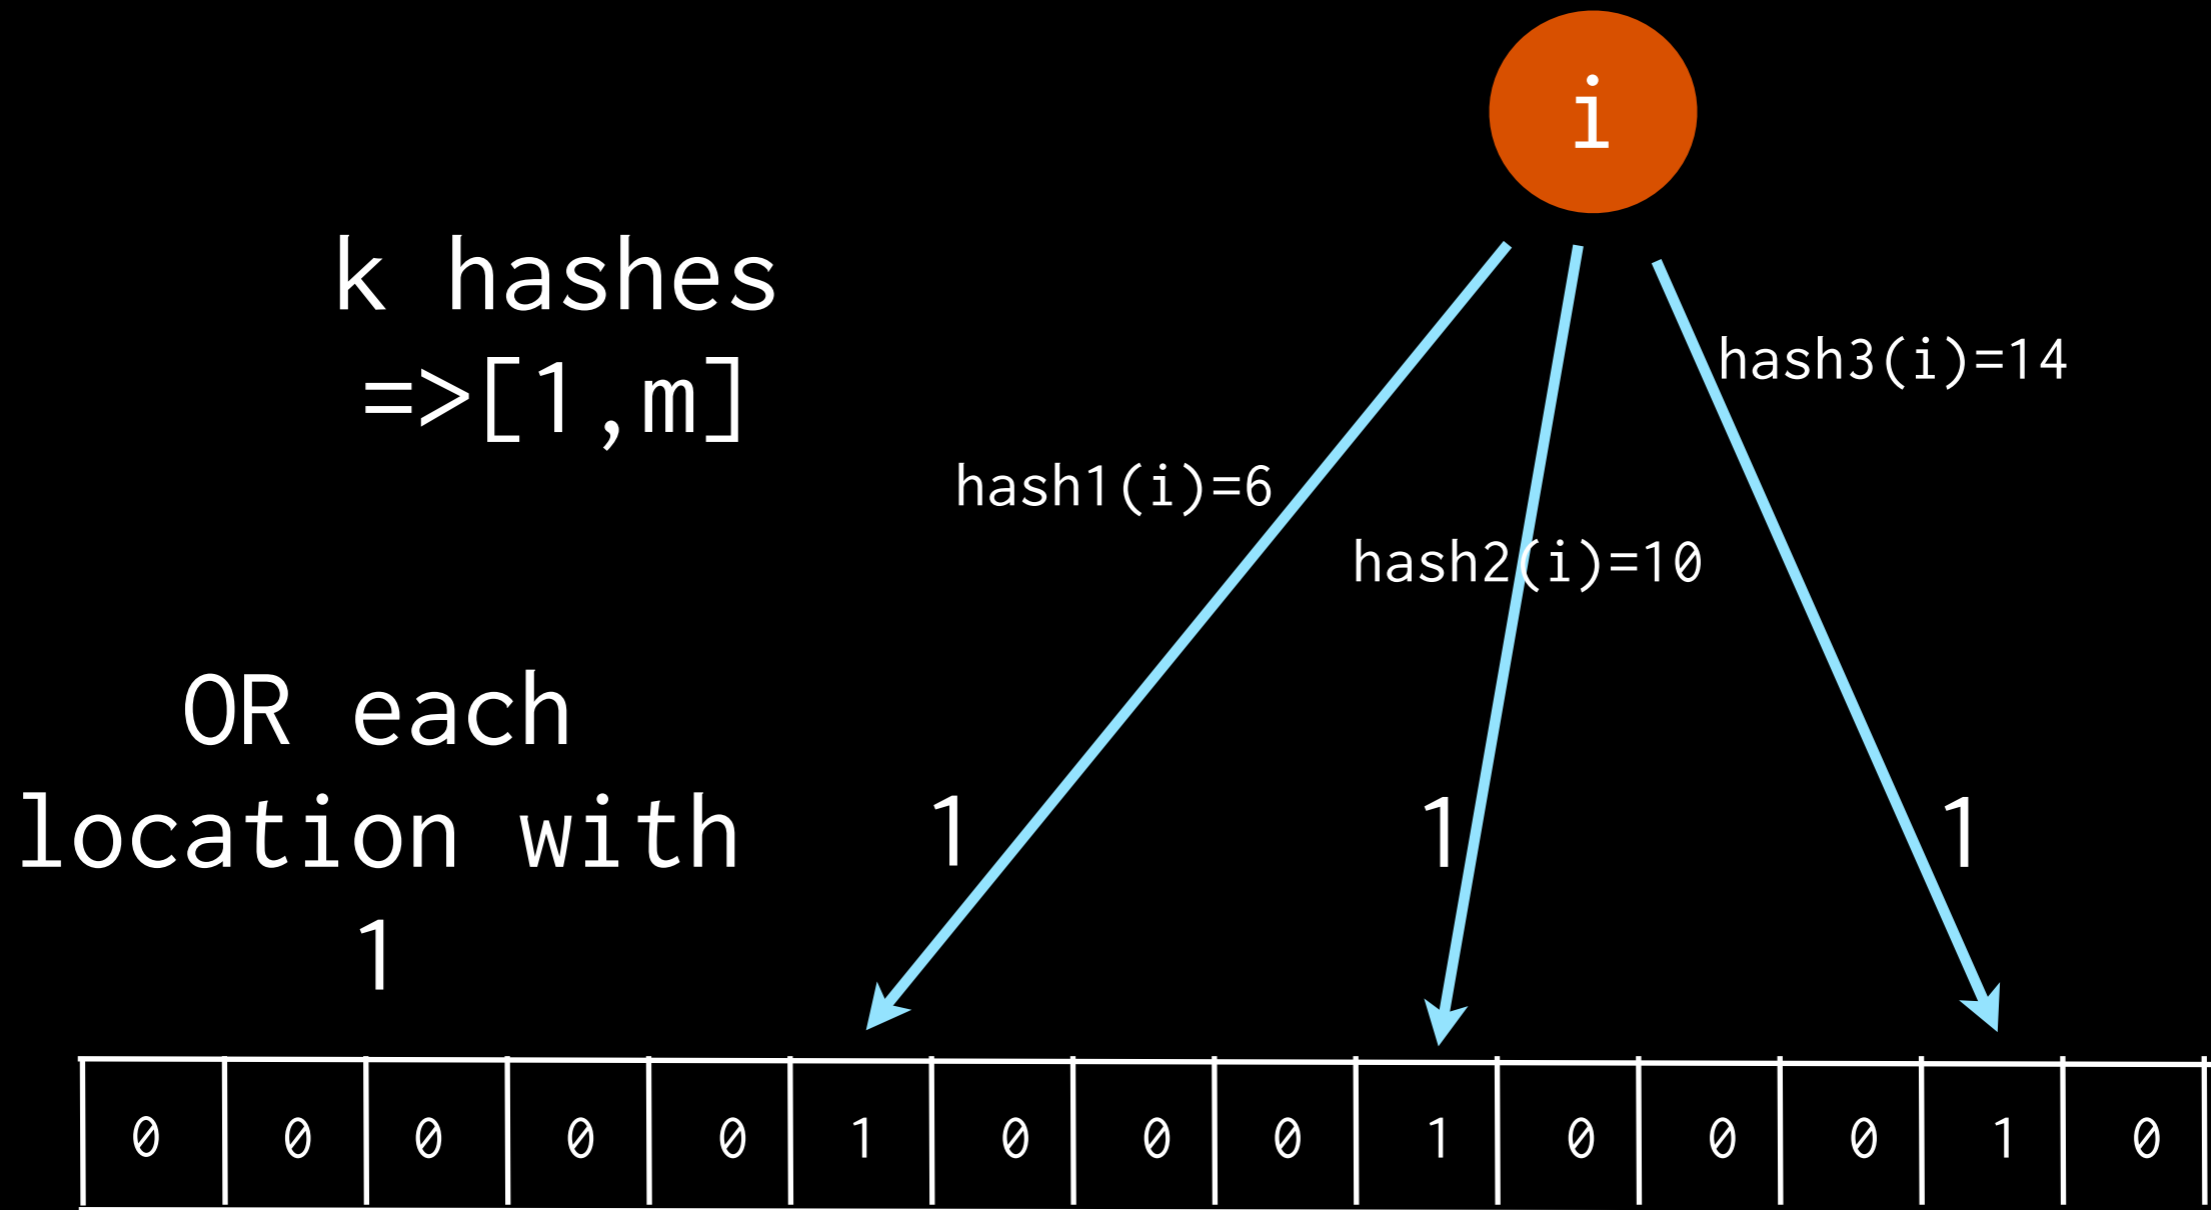 i
k hashes
=>[1,m]
hash3(i)=14
hash1(i)=6
hash2(i)=10
OR each
location with
1
1 1 1
0 0 0 0 0 1 0 0 0 1 0 0 0 1 0